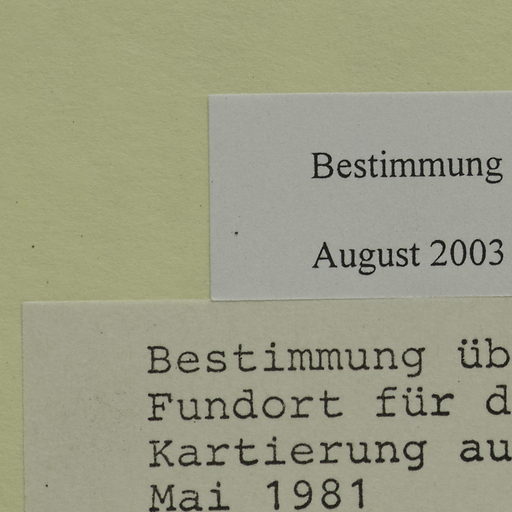 Bestimmung
August 2003
Bestimmung üb
Fundort für d
Kartierung au
Mai 1981